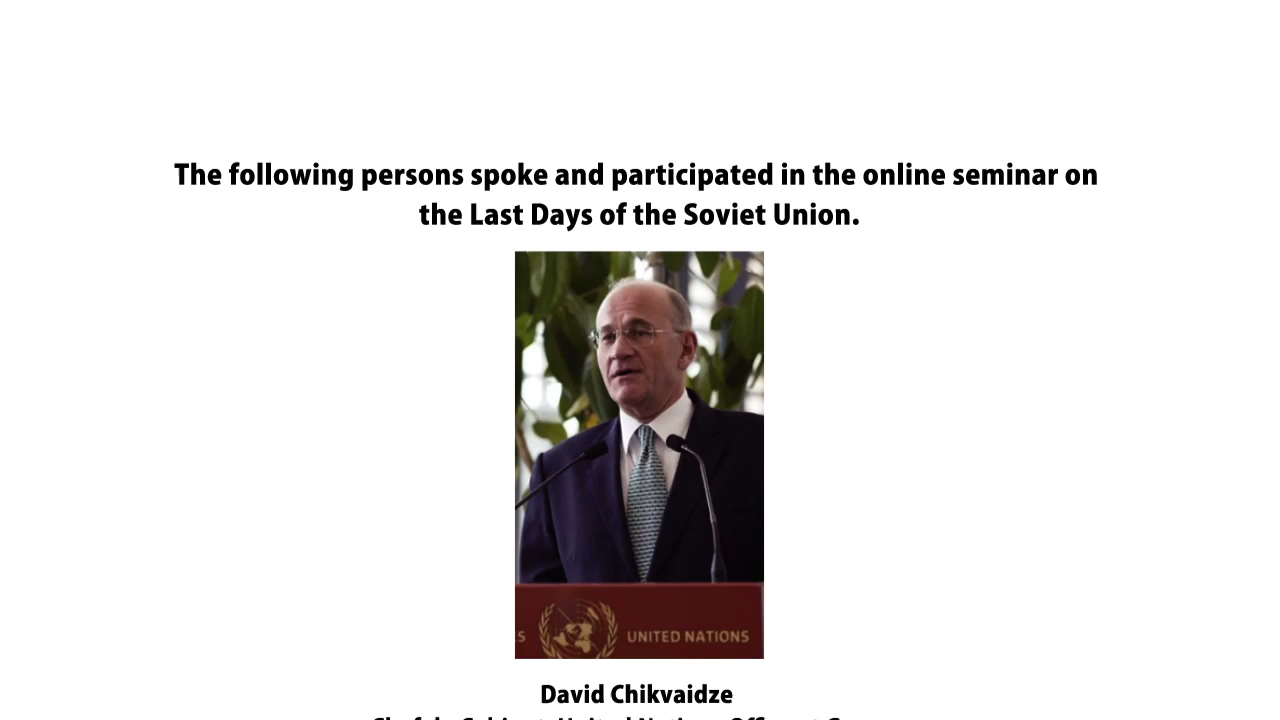 The following persons spoke and participated in the online seminar on
the Last Days of the Soviet Union.
S
UNITED NATIONS
David Chikvaidze